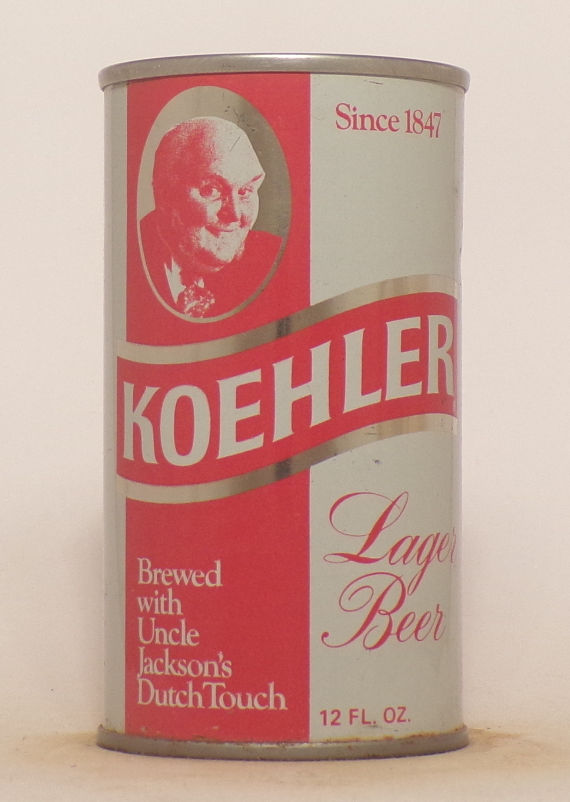 Since 1847
KOEHLER
Lager
Beer
Brewed
with
Uncle
Jackson's
Dutch Touch
12 FL. OZ.